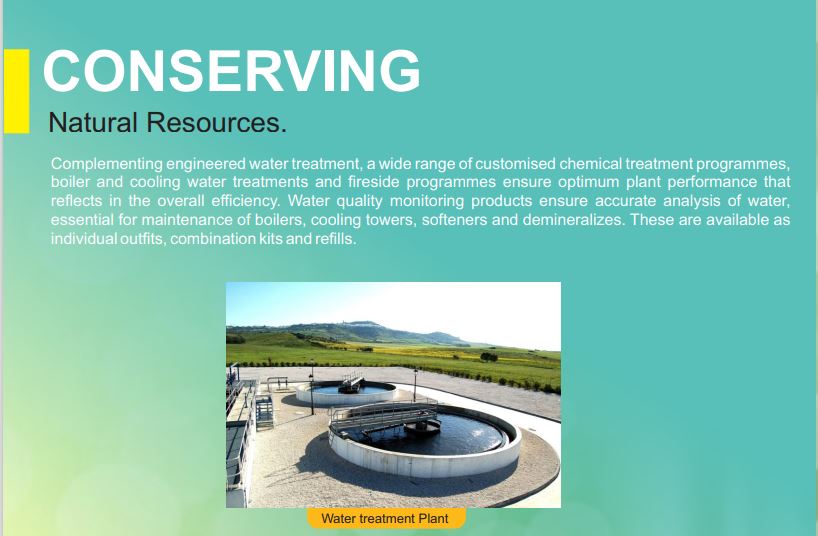 CONSERVING
Natural Resources.
Complementing engineered water treatment, a wide range of customised chemical treatment programmes,
boiler and cooling water treatments and fireside programmes ensure optimum plant performance that
reflects in the overall efficiency. Water quality monitoring products ensure accurate analysis of water,
essential for maintenance of boilers, cooling towers, softeners and demineralizes. These are available as
individual outfits, combination kits and refills.
Water treatment Plant